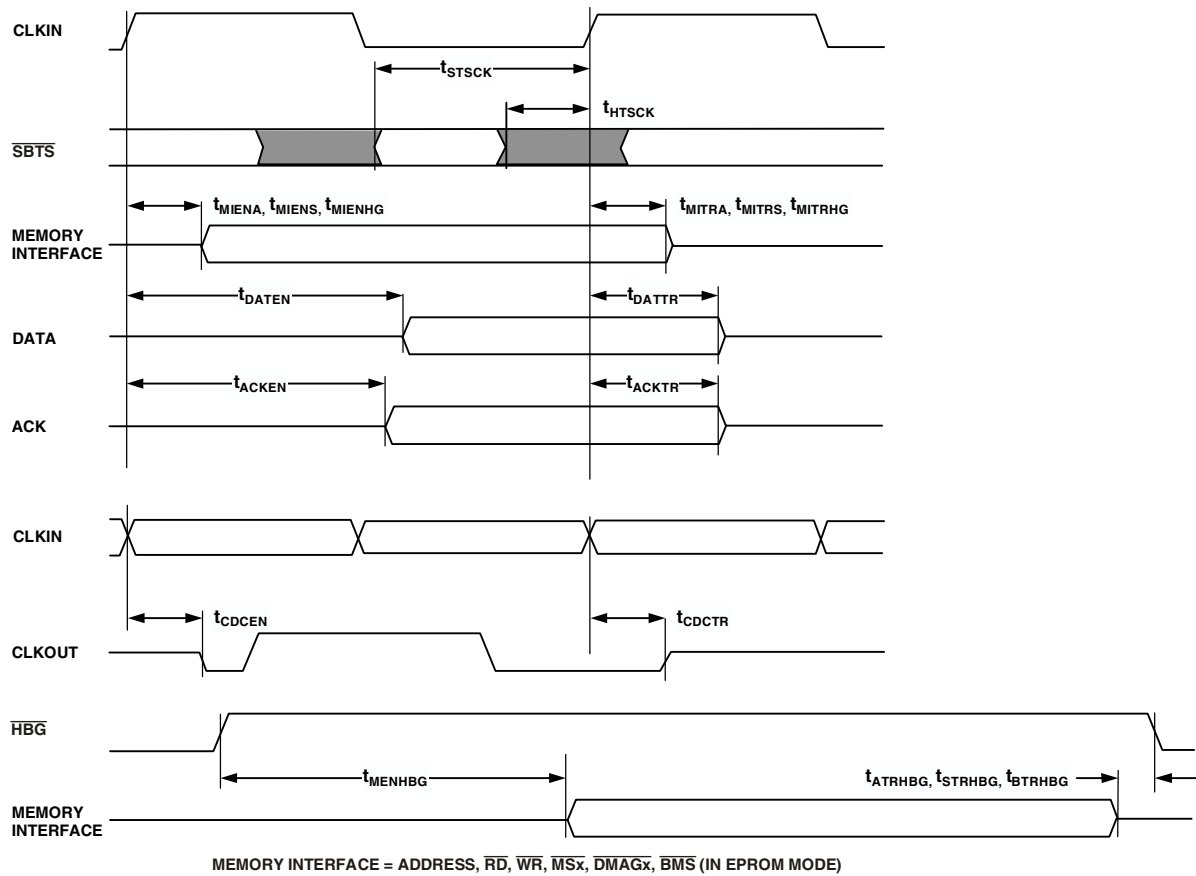 CLKIN
tSTSCK
tHTSCK
SBTS
tMIENA, tMIENS, tMIENHG
tMITRA, tMITRS, tMITRHG
MEMORY
INTERFACE
tDATEN
tDATTR
DATA
tACKEN
tACKTR
ACK
CLKIN
tCDCEN
tCDCTR
CLKOUT
HBG
tMENHBG
tATRHBG, tSTRHBG, tBTRHBG
MEMORY
INTERFACE
MEMORY INTERFACE = ADDRESS, RD, WR, MSx, DMAGx, BMS (IN EPROM MODE)